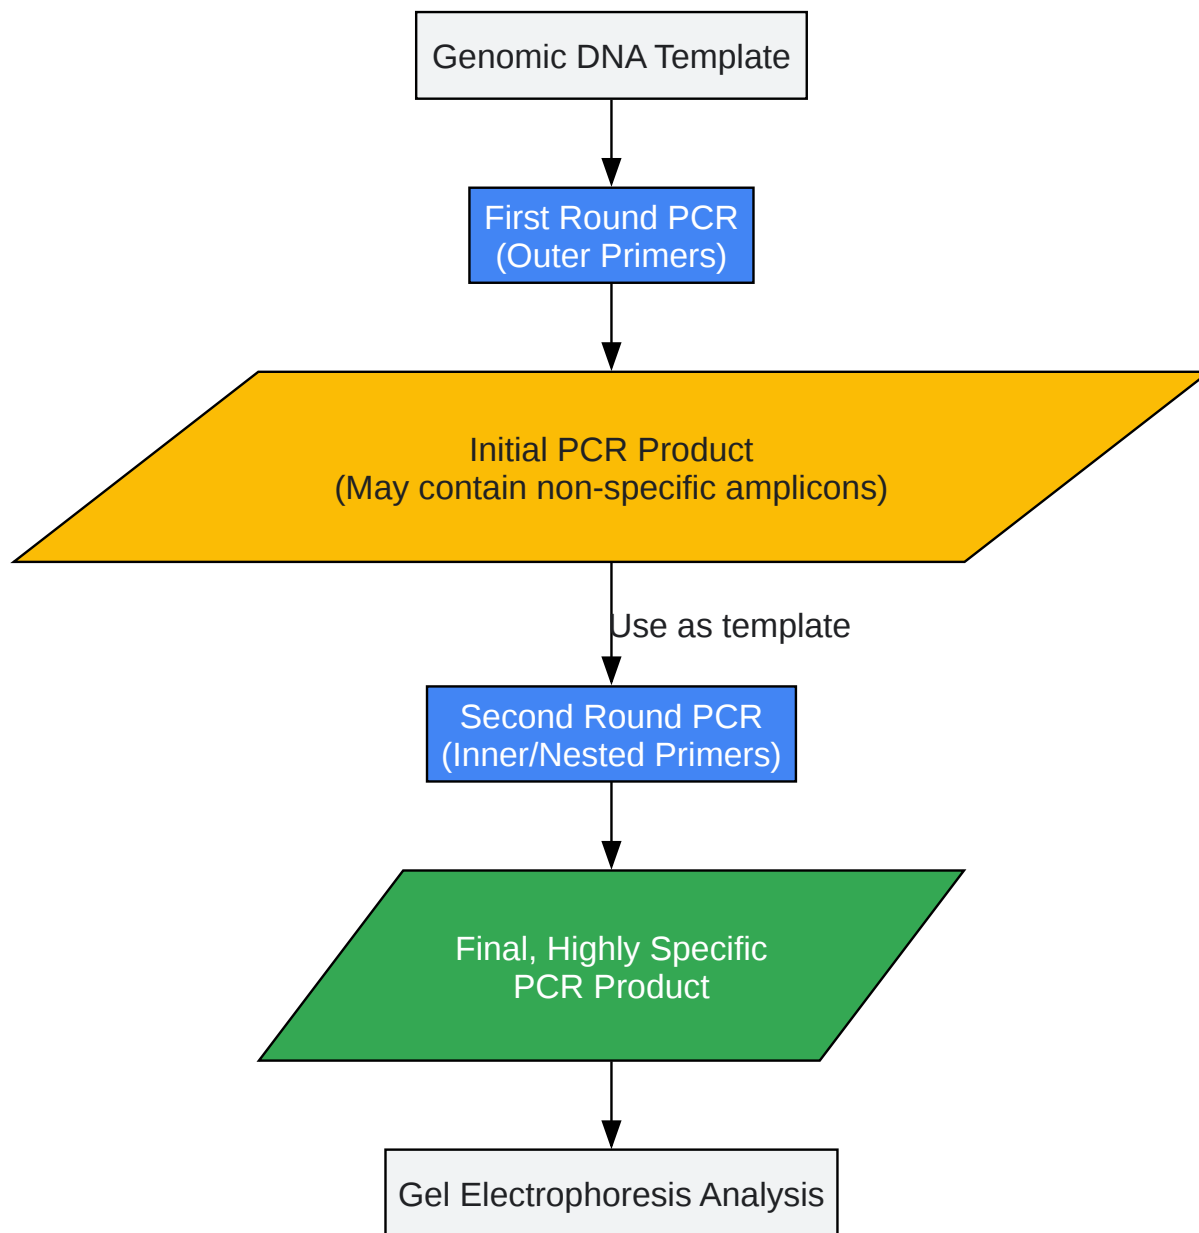 Genomic DNA Template
First Round PCR
(Outer Primers)
Initial PCR Product
(May contain non-specific amplicons)
Use as template
Second Round PCR
(Inner/Nested Primers)
Final, Highly Specific
PCR Product
Gel Electrophoresis Analysis